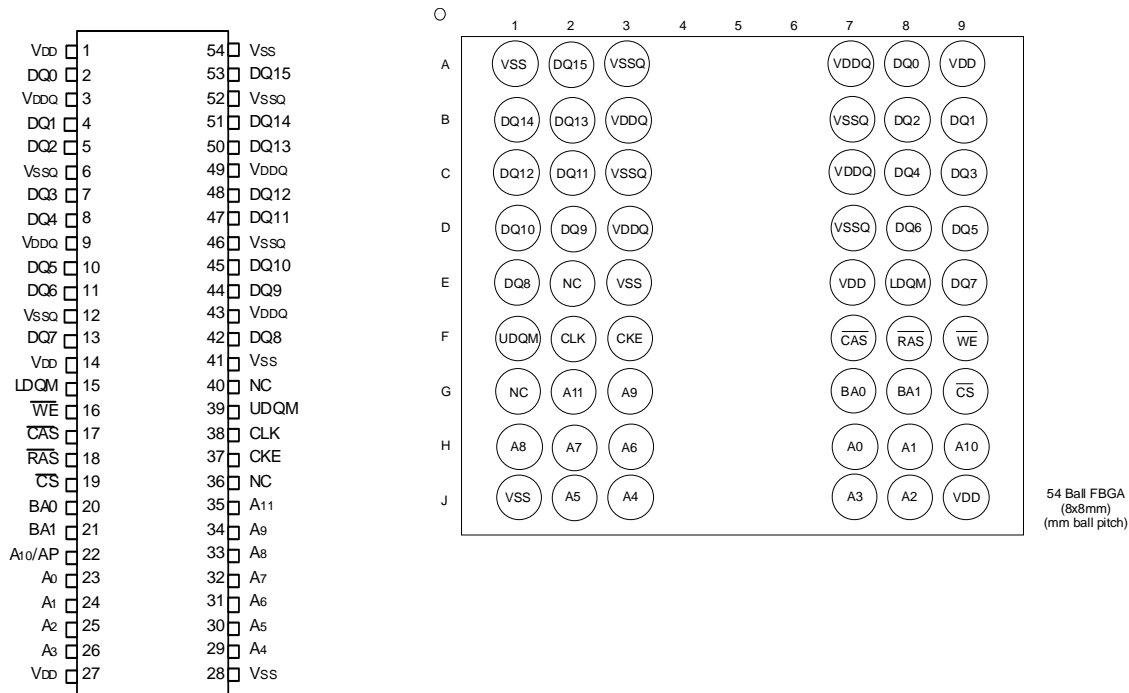 VDD 1 54 VSS
DQ0 2 53 DQ15
VDDQ 3 52 VSSQ
DQ1 4 51 DQ14
DQ2 5 50 DQ13
VSSQ 6 49 VDDQ
DQ3 7 48 DQ12
DQ4 8 47 DQ11
VDDQ 9 46 VSSQ
DQ5 10 45 DQ10
DQ6 11 44 DQ9
VSSQ 12 43 VDDQ
DQ7 13 42 DQ8
VDD 14 41 VSS
LDQM 15 40 NC
WE 16 39 UDQM
CAS 17 38 CLK
RAS 18 37 CKE
CS 19 36 NC
BA0 20 35 A11
BA1 21 34 A9
A10/AP 22 33 A8
A0 23 32 A7
A1 24 31 A6
A2 25 30 A5
A3 26 29 A4
VDD 27 28 VSS
1 2 3 4 5 6 7 8 9
A VSS DQ15 VSSQ VDDQ DQ0 VDD
B DQ14 DQ13 VDDQ VSSQ DQ2 DQ1
C DQ12 DQ11 VSSQ VDDQ DQ4 DQ3
D DQ10 DQ9 VDDQ VSSQ DQ6 DQ5
E DQ8 NC VSS VDD LDQM DQ7
F UDQM CLK CKE CAS RAS WE
G NC A11 A9 BA0 BA1 CS
H A8 A7 A6 A0 A1 A10
J VSS A5 A4 A3 A2 VDD
54 Ball FBGA
(8x8mm)
(mm ball pitch)